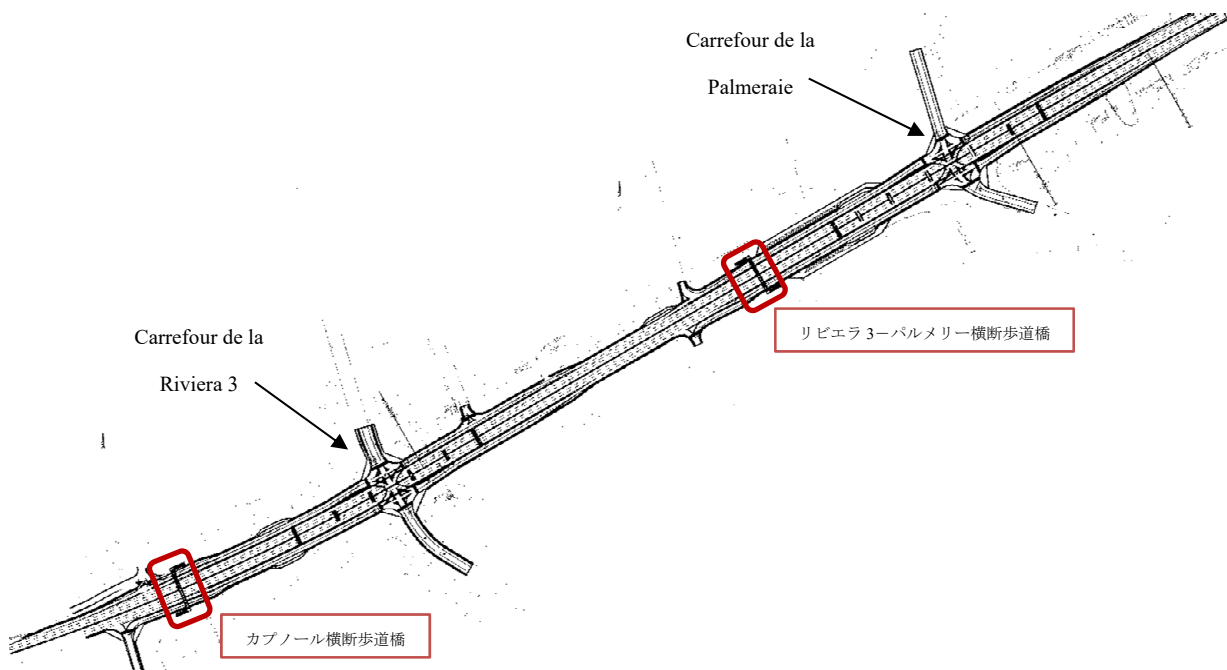 Carrefour de la
Palmeraie
リビエラ 3－パルメリー横断歩道橋
Carrefour de la
Riviera 3
カプノール横断歩道橋